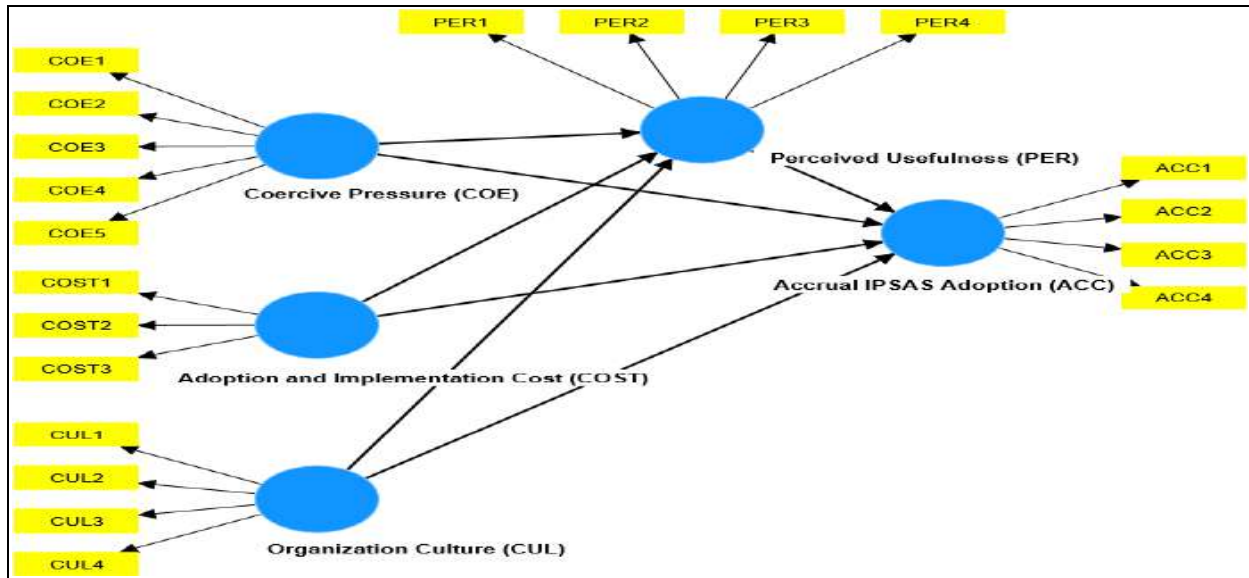 PER1
PER2
PER3
PER4
COE1
COE2
COE3
COE4
COE5
Coercive Pressure (COE)
Perceived Usefulness (PER)
ACC1
ACC2
ACC3
ACC4
Accrual IPSAS Adoption (ACC)
COST1
COST2
COST3
Adoption and Implementation Cost (COST)
CUL1
CUL2
CUL3
CUL4
Organization Culture (CUL)